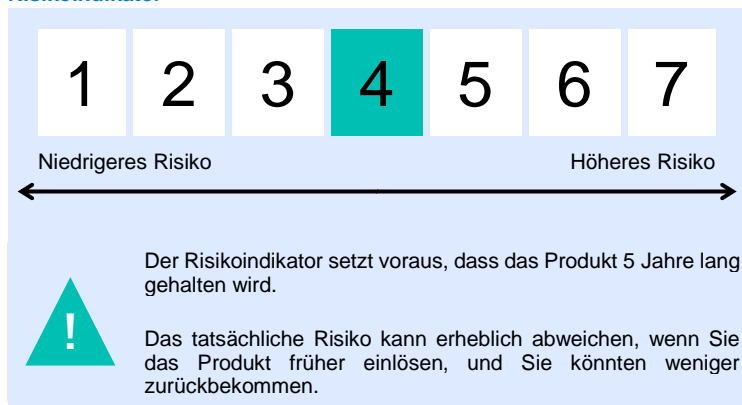 1 2 3 4 5 6 7
Niedrigeres Risiko Höheres Risiko
!
Der Risikoindikator setzt voraus, dass das Produkt 5 Jahre lang
gehalten wird.
Das tatsächliche Risiko kann erheblich abweichen, wenn Sie
das Produkt früher einlösen, und Sie könnten weniger
zurückbekommen.